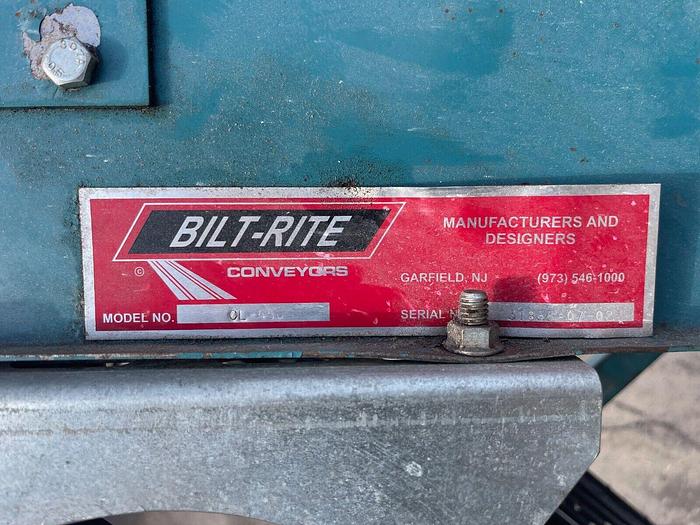 BILT-RITE
© CONVEYORS
MANUFACTURERS AND
DESIGNERS
GARFIELD, NJ (973) 546-1000
MODEL NO.
SERIAL